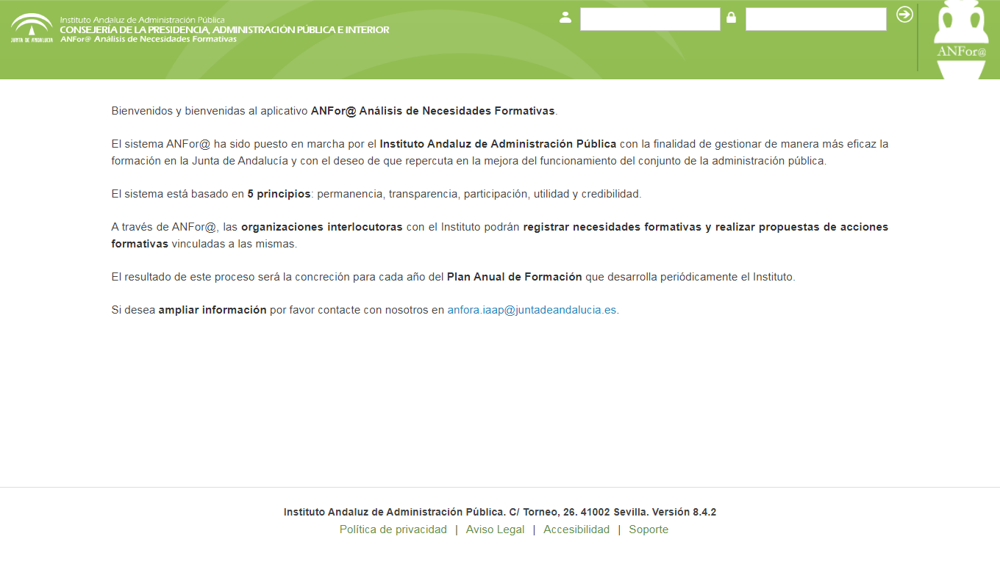 JUNTA DE ANDALUCIA
Instituto Andaluz de Administración Pública
CONSEJERÍA DE LA PRESIDENCIA, ADMINISTRACIÓN PÚBLICA E INTERIOR
ANFor@ Análisis de Necesidades Formativas
ANFor@
Bienvenidos y bienvenidas al aplicativo ANFor@ Análisis de Necesidades Formativas.
El sistema ANFor@ ha sido puesto en marcha por el Instituto Andaluz de Administración Pública con la finalidad de gestionar de manera más eficaz la
formación en la Junta de Andalucía y con el deseo de que repercuta en la mejora del funcionamiento del conjunto de la administración pública.
El sistema está basado en 5 principios: permanencia, transparencia, participación, utilidad y credibilidad.
A través de ANFor@, las organizaciones interlocutoras con el Instituto podrán registrar necesidades formativas y realizar propuestas de acciones
formativas vinculadas a las mismas.
El resultado de este proceso será la concreción para cada año del Plan Anual de Formación que desarrolla periódicamente el Instituto.
Si desea ampliar información por favor contacte con nosotros en anfora.iaap@juntadeandalucia.es.
Instituto Andaluz de Administración Pública. C/ Torneo, 26. 41002 Sevilla. Versión 8.4.2
Política de privacidad | Aviso Legal | Accesibilidad | Soporte